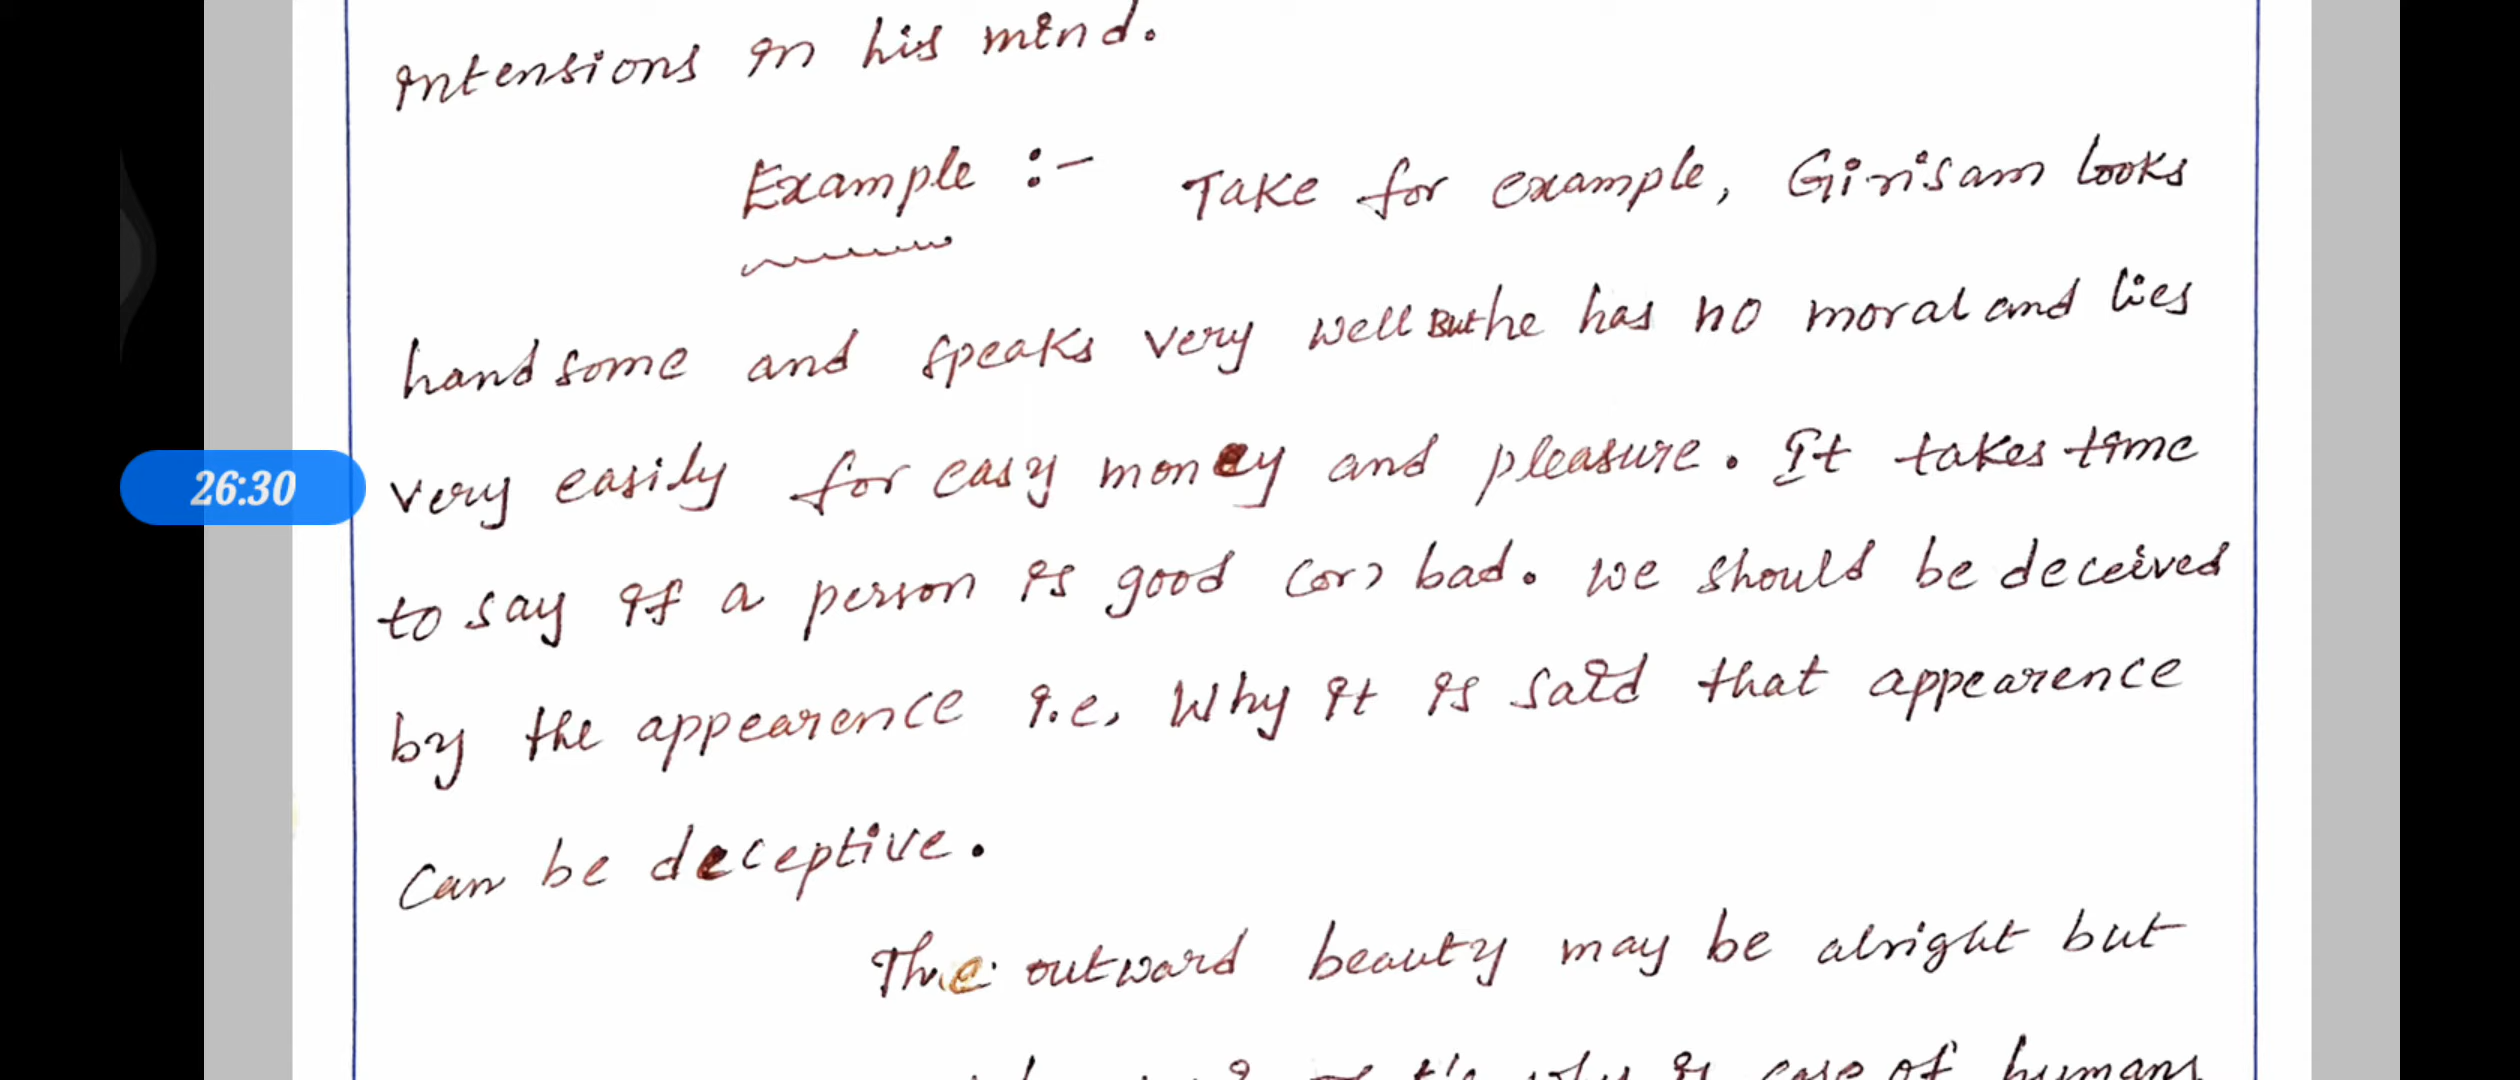 intensions in his mind.
Example :- Take for example, Girisam looks
handsome and speaks very well But he has no moral and lies
very easily for easy money and pleasure. It takes time
26:30
to say if a person is good (or) bad. we should be deceived
by the appearence i.e. Why it is said that appearence
can be deceptive.
The outward beauty may be alright but
case of humans